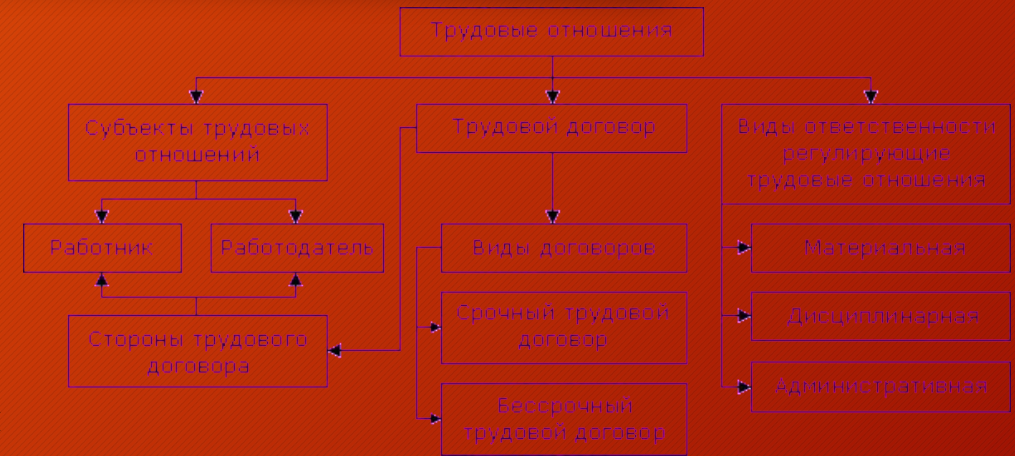 Трудовые отношения
Субъекты трудовых
отношений
Трудовой договор
Виды ответственности
регулирующие
трудовые отношения
Работник
Работодатель
Виды договоров
Материальная
Срочный трудовой
договор
Дисциплинарная
Стороны трудового
договора
Административная
Бессрочный
трудовой договор